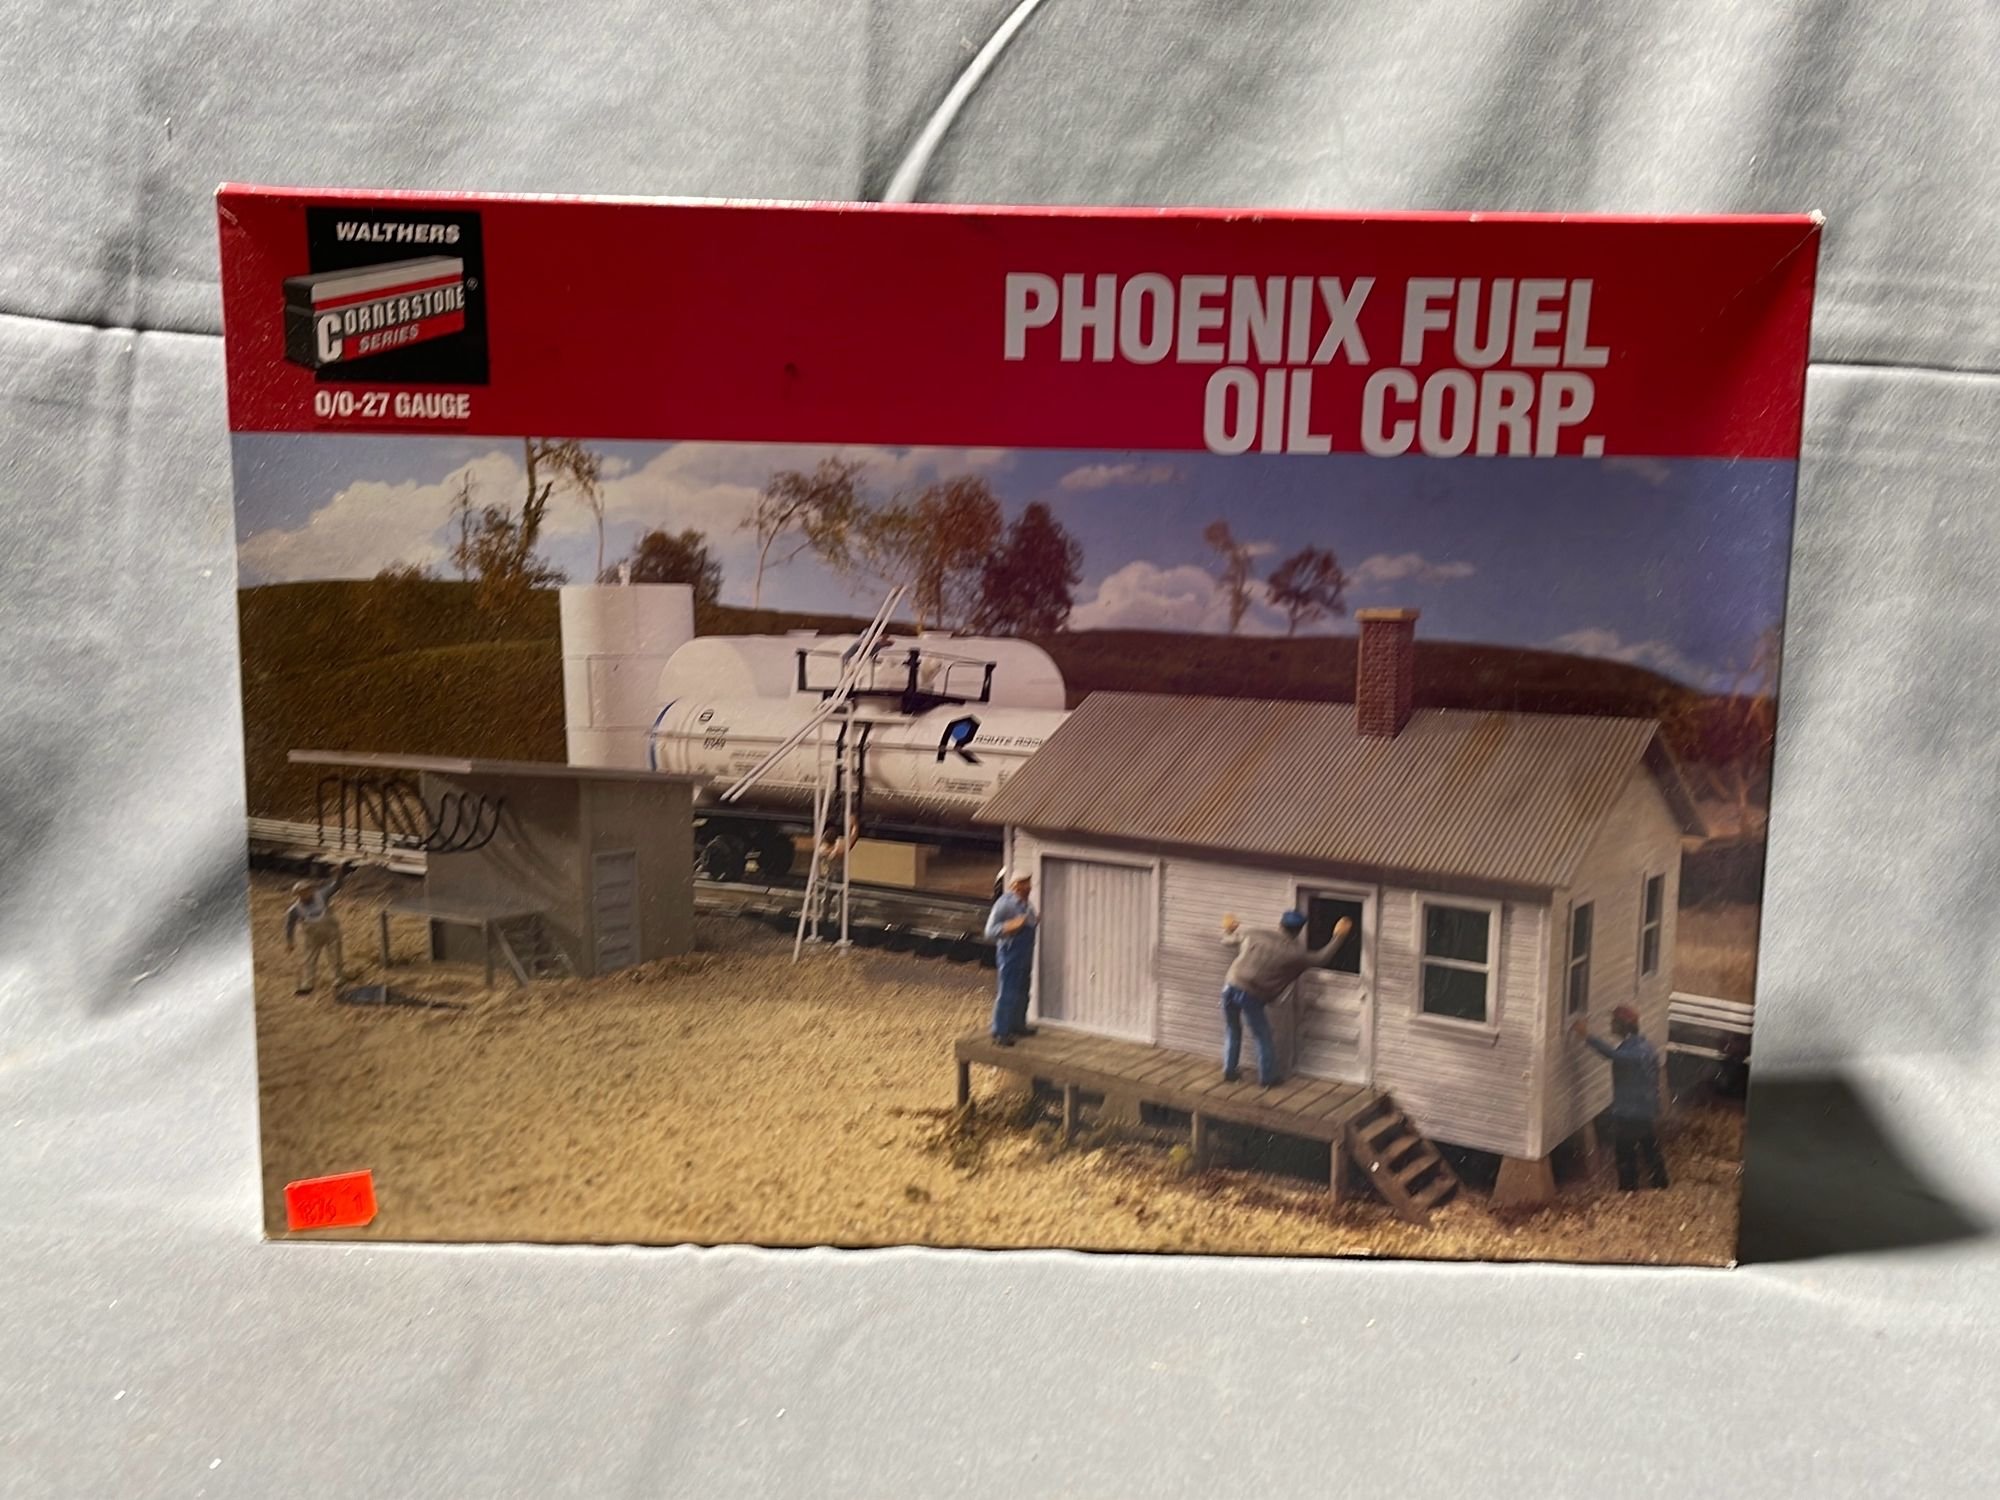 WALTHERS
CORNERSTONE®
SERIES
O/O-27 GAUGE
PHOENIX FUEL
OIL CORP.
R